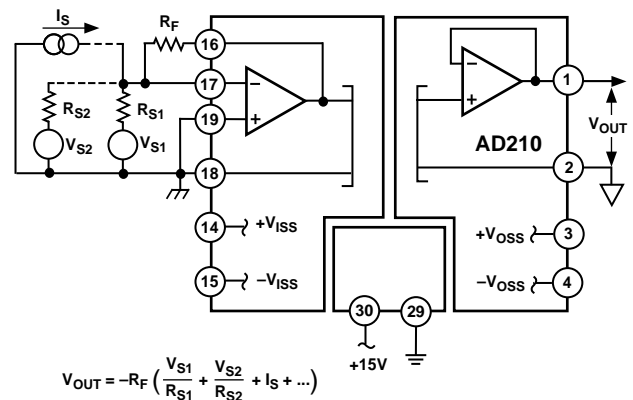 IS
RF
16
17
19
18
14
15
RS2
RS1
VS2
VS1
+VISS
–VISS
1
2
3
4
AD210
VOUT
+VOSS
–VOSS
30
29
+15V
VOUT = –RF ( VS1/RS1 + VS2/RS2 + IS + ...)